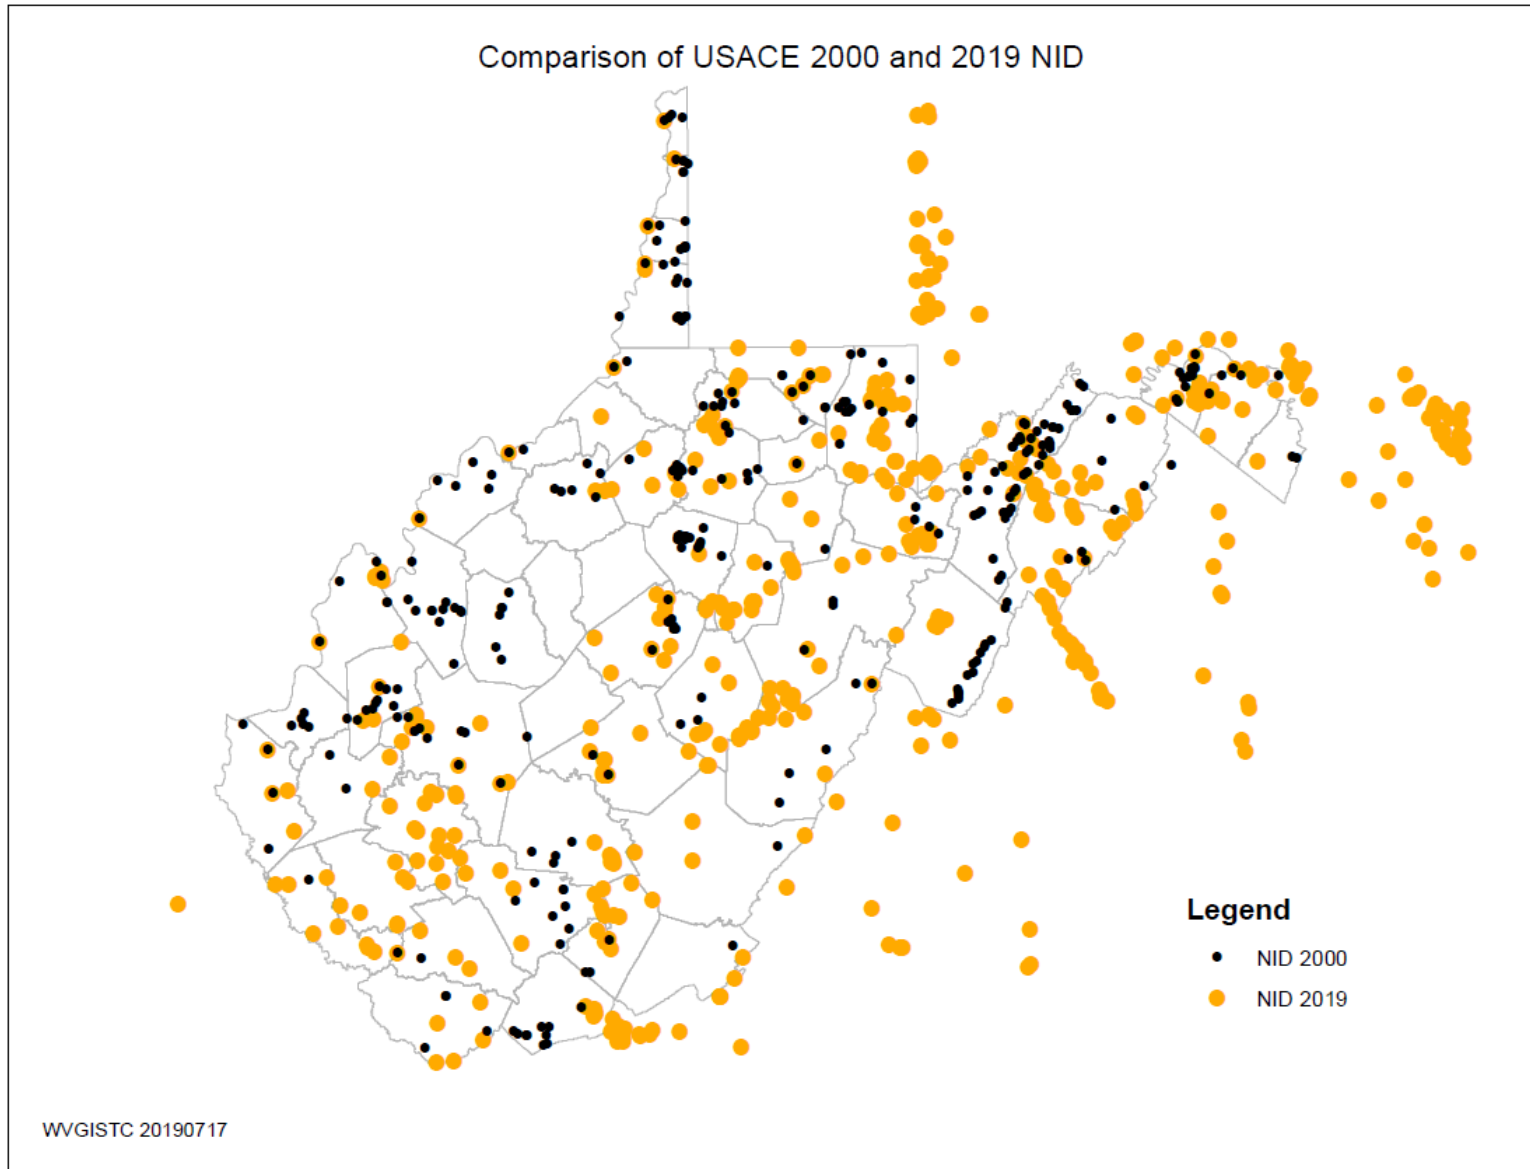 Comparison of USACE 2000 and 2019 NID
Legend
NID 2000
NID 2019
WVGISTC 20190717